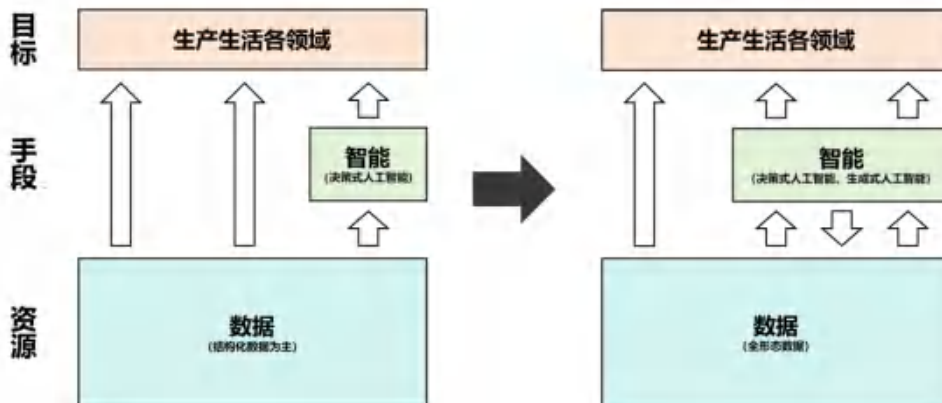 目标
生产生活各领域
生产生活各领域
手段
智能
(决策式人工智能)
智能
(决策式人工智能、生成式人工智能)
资源
数据
(结构化数据为主)
数据
(全形态数据)